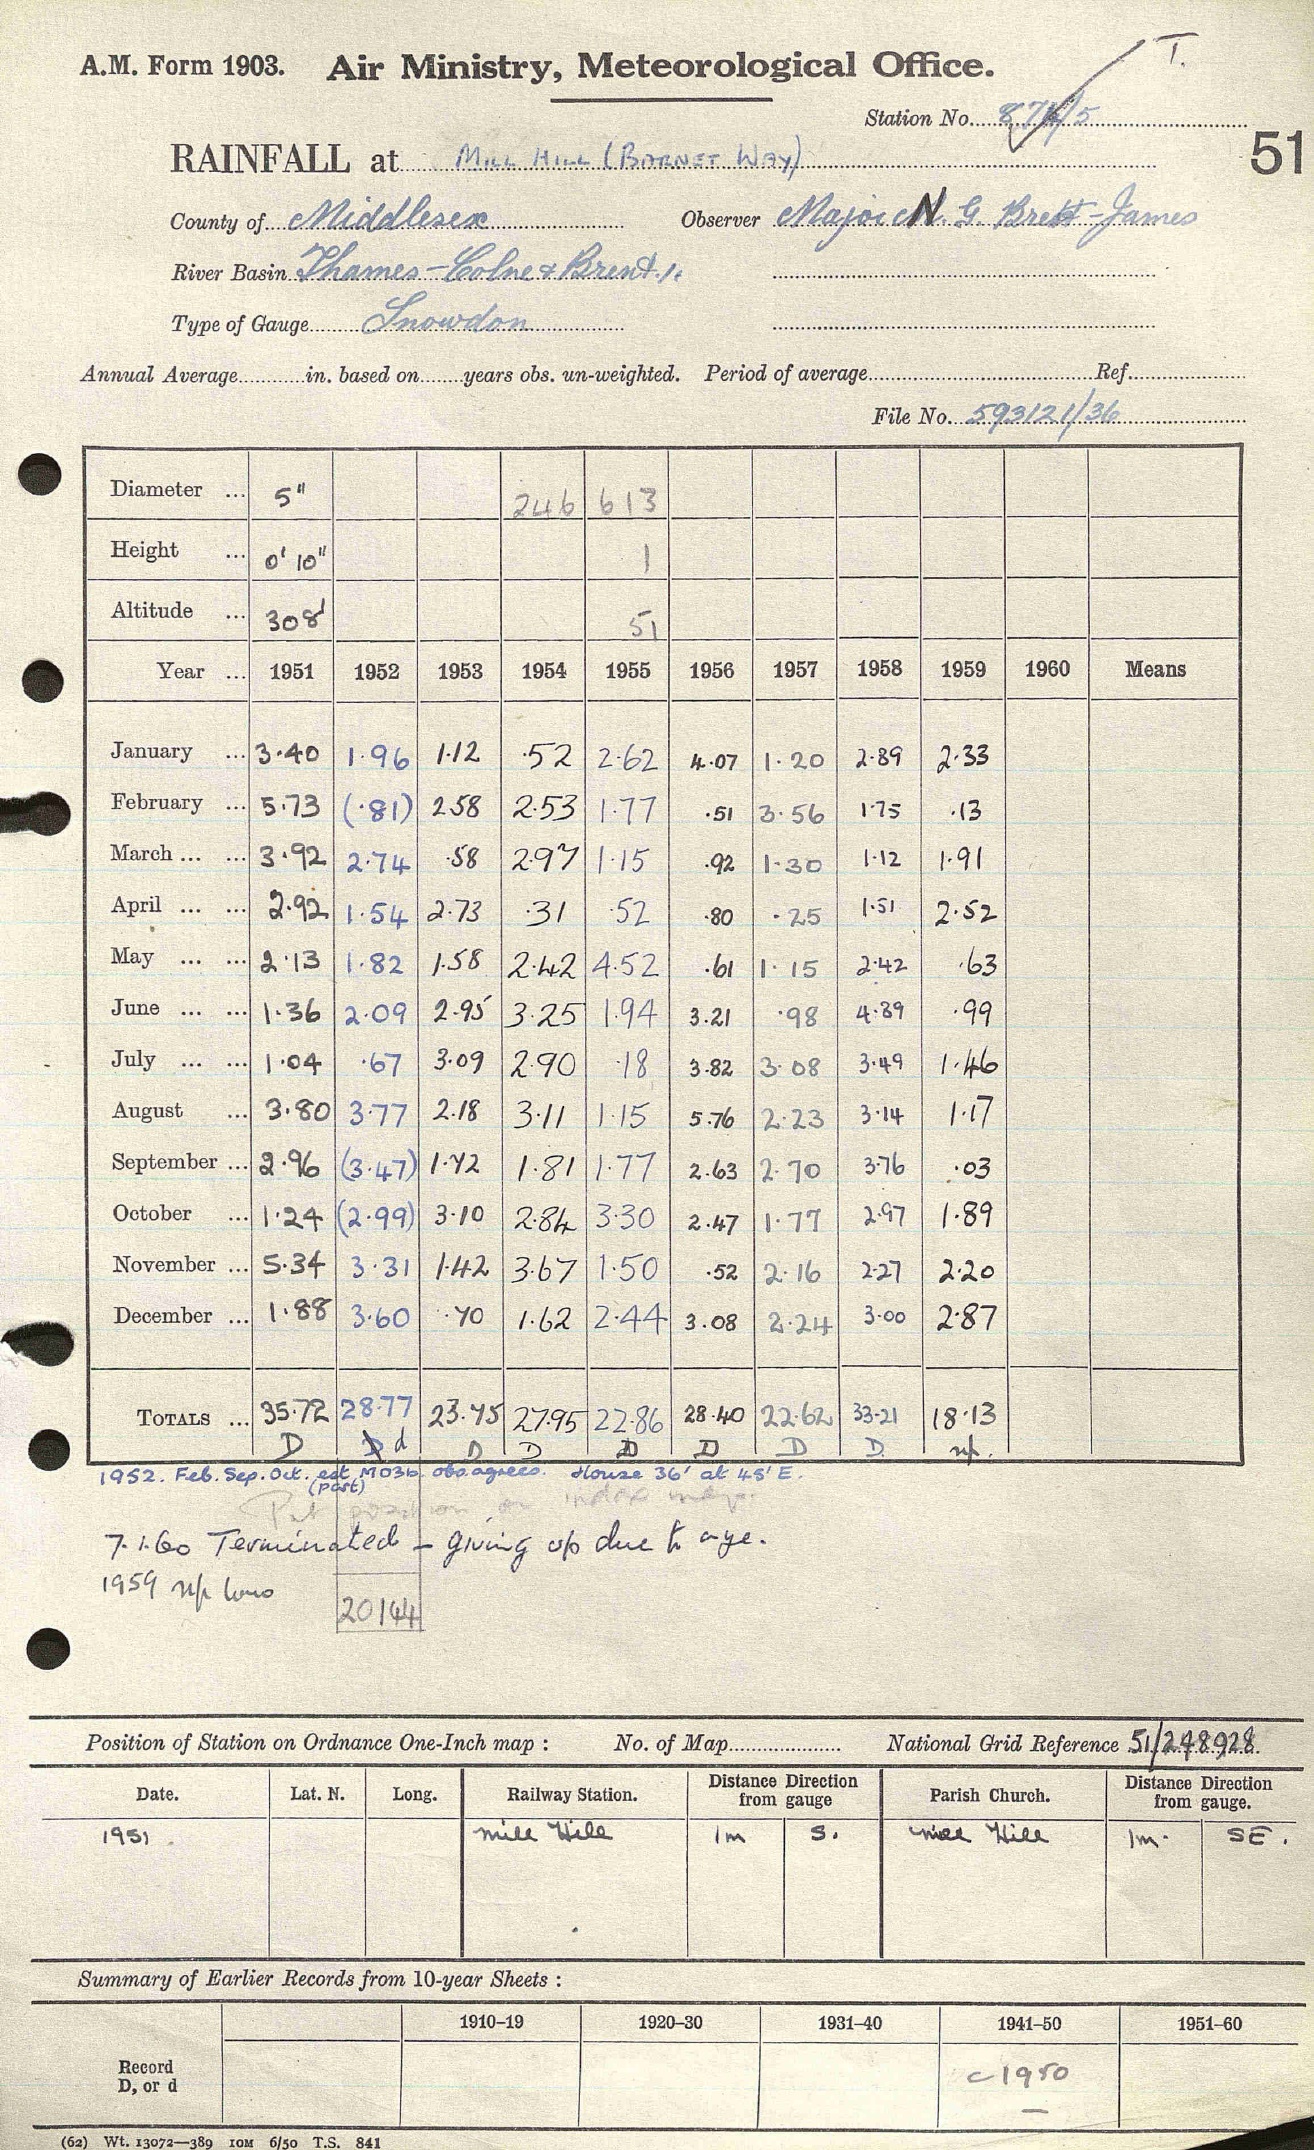 T.
A.M. Form 1903. Air Ministry, Meteorological Office.
Station No. 
51
RAINFALL at Mill Hill (Barnet Way)
County of Middlesex Observer Major N. G. Brett-James
River Basin Thames-Colne & Brent.
Type of Gauge Snowdon
Annual Average in. based on years obs. un-weighted. Period of average Ref.
File No. 593121/36
Diameter ... 5" 246 613
Height ... 0' 10" 1
Altitude ... 308' 51
Year ... 1951 1952 1953 1954 1955 1956 1957 1958 1959 1960 Means
January ... 3.40 1.96 1.12 .52 2.62 4.07 1.20 2.89 2.33
February ... 5.73 (.81) 2.58 2.53 1.77 .51 3.56 1.75 .13
March ... ... 3.92 2.74 .58 2.97 1.15 .92 1.30 1.12 1.91
April ... ... 2.92 1.54 2.73 .31 .52 .80 .25 1.51 2.52
May ... ... 2.13 1.82 1.58 2.42 4.52 .61 1.15 2.42 .63
June ... ... 1.36 2.09 2.95 3.25 1.94 3.21 .98 4.89 .99
July ... ... 1.04 .67 3.09 2.90 .18 3.82 3.08 3.49 1.46
August ... 3.80 3.77 2.18 3.11 1.15 5.76 2.23 3.14 1.17
September ... 2.96 (3.47) 1.72 1.81 1.77 2.63 2.70 3.76 .03
October ... 1.24 (2.99) 3.10 2.84 3.30 2.47 1.77 2.97 1.89
November ... 5.34 3.31 1.42 3.67 1.50 .52 2.16 2.27 2.20
December ... 1.88 3.60 .70 1.62 2.44 3.08 2.24 3.00 2.87
TOTALS ... 35.72 28.77 23.75 27.95 22.86 28.40 22.62 33.21 18.13
D D d D D D D D D np.
1952. Feb. Sep. Oct. est. M03b. obs. agrees. House 36' at 45° E.
(part)
Put position on index map.
7.1.60 Terminated – giving up due to age.
1959 np low
20144
Position of Station on Ordnance One-Inch map : No. of Map National Grid Reference 51/248928
Date. Lat. N. Long. Railway Station. Distance Direction from gauge Parish Church. Distance Direction from gauge.
1951 Mill Hill 1m S. Mill Hill 1m. SE.
Summary of Earlier Records from 10-year Sheets :
1910–19 1920–30 1931–40 1941–50 1951–60
Record
D, or d
c 1950
(62) Wt. 13072—389 10M 6/50 T.S. 841